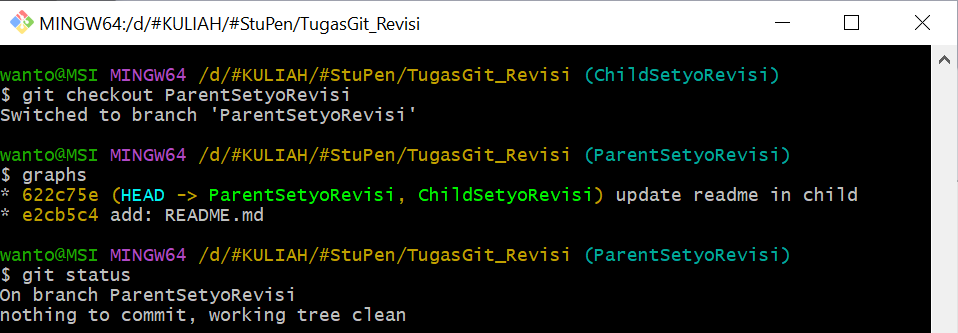 MINGW64:/d/#KULIAH/#StuPen/TugasGit_Revisi
wanto@MSI MINGW64 /d/#KULIAH/#StuPen/TugasGit_Revisi (ChildSetyoRevisi)
$ git checkout ParentSetyoRevisi
Switched to branch 'ParentSetyoRevisi'
wanto@MSI MINGW64 /d/#KULIAH/#StuPen/TugasGit_Revisi (ParentSetyoRevisi)
$ graphs
* 622c75e (HEAD -> ParentSetyoRevisi, ChildSetyoRevisi) update readme in child
* e2cb5c4 add: README.md
wanto@MSI MINGW64 /d/#KULIAH/#StuPen/TugasGit_Revisi (ParentSetyoRevisi)
$ git status
On branch ParentSetyoRevisi
nothing to commit, working tree clean